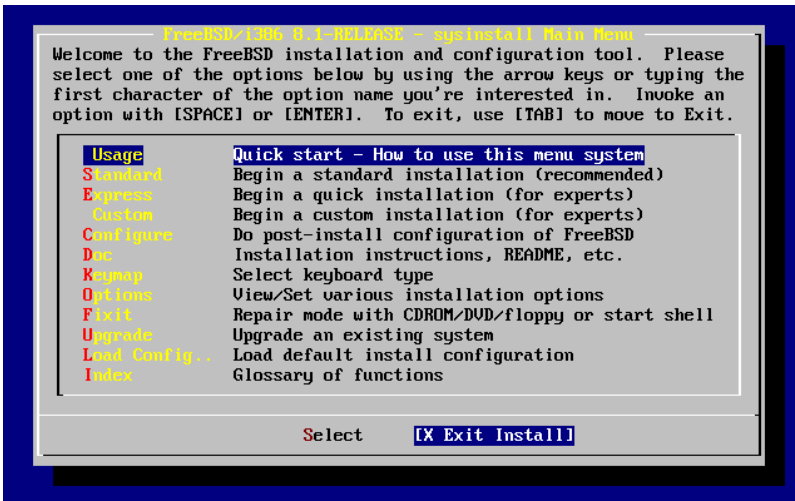 FreeBSD/i386 8.1-RELEASE - sysinstall Main Menu
Welcome to the FreeBSD installation and configuration tool.  Please
select one of the options below by using the arrow keys or typing the
first character of the option name you're interested in.  Invoke an
option with [SPACE] or [ENTER].  To exit, use [TAB] to move to Exit.
Usage Quick start - How to use this menu system
Standard Begin a standard installation (recommended)
Express Begin a quick installation (for experts)
Custom Begin a custom installation (for experts)
Configure Do post-install configuration of FreeBSD
Doc Installation instructions, README, etc.
Keymap Select keyboard type
Options View/Set various installation options
Fixit Repair mode with CDROM/DVD/floppy or start shell
Upgrade Upgrade an existing system
Load Config.. Load default install configuration
Index Glossary of functions
Select [X Exit Install]